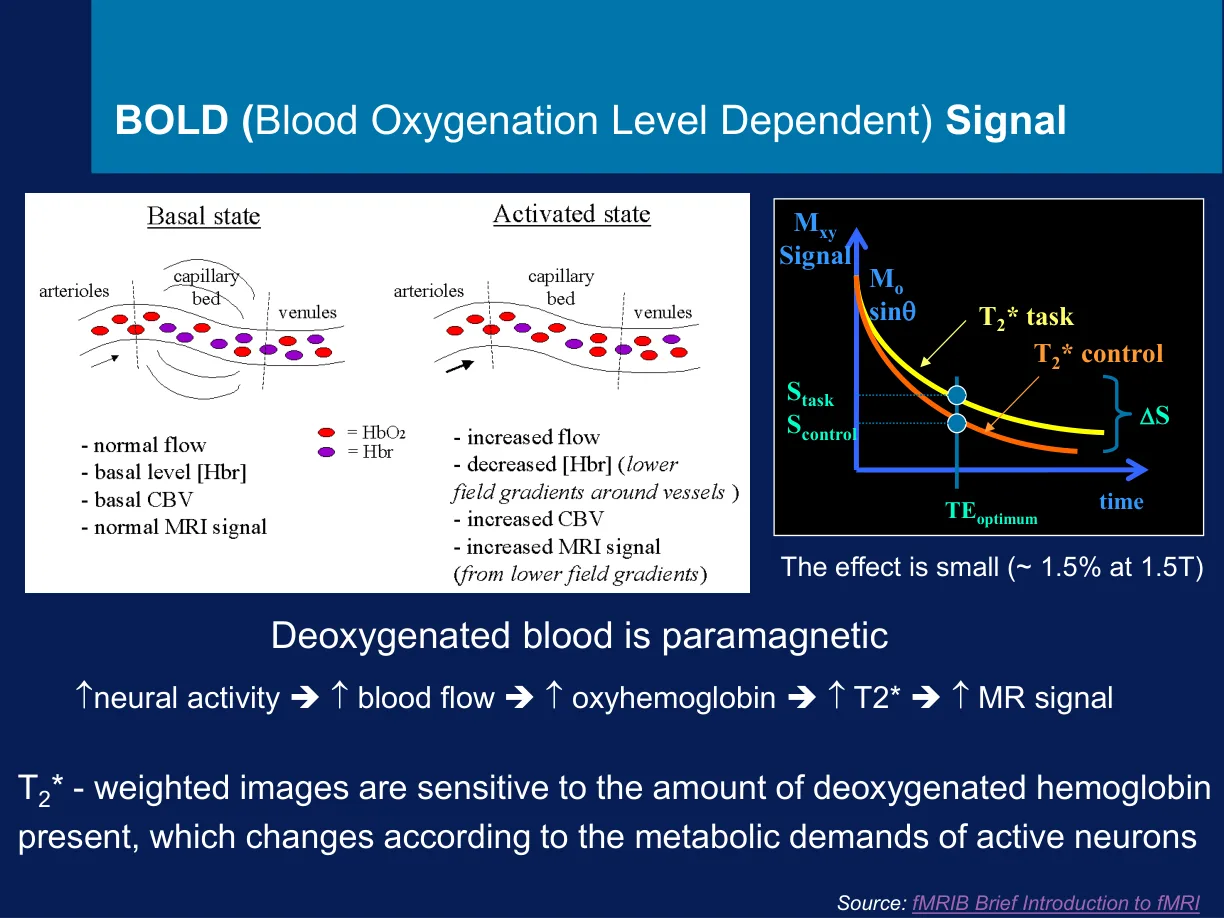 BOLD (Blood Oxygenation Level Dependent) Signal
Basal state
arterioles
capillary
bed
venules
- normal flow
- basal level [Hbr]
- basal CBV
- normal MRI signal
= HbO₂
= Hbr
Activated state
arterioles
capillary
bed
venules
- increased flow
- decreased [Hbr] (lower
field gradients around vessels )
- increased CBV
- increased MRI signal
(from lower field gradients)
Mxy
Signal
Mo
sinθ
T₂* task
T₂* control
Stask
Scontrol
ΔS
TEoptimum
time
The effect is small (~ 1.5% at 1.5T)
Deoxygenated blood is paramagnetic
↑neural activity ➔ ↑ blood flow ➔ ↑ oxyhemoglobin ➔ ↑ T2* ➔ ↑ MR signal
T₂* - weighted images are sensitive to the amount of deoxygenated hemoglobin
present, which changes according to the metabolic demands of active neurons
Source: fMRIB Brief Introduction to fMRI